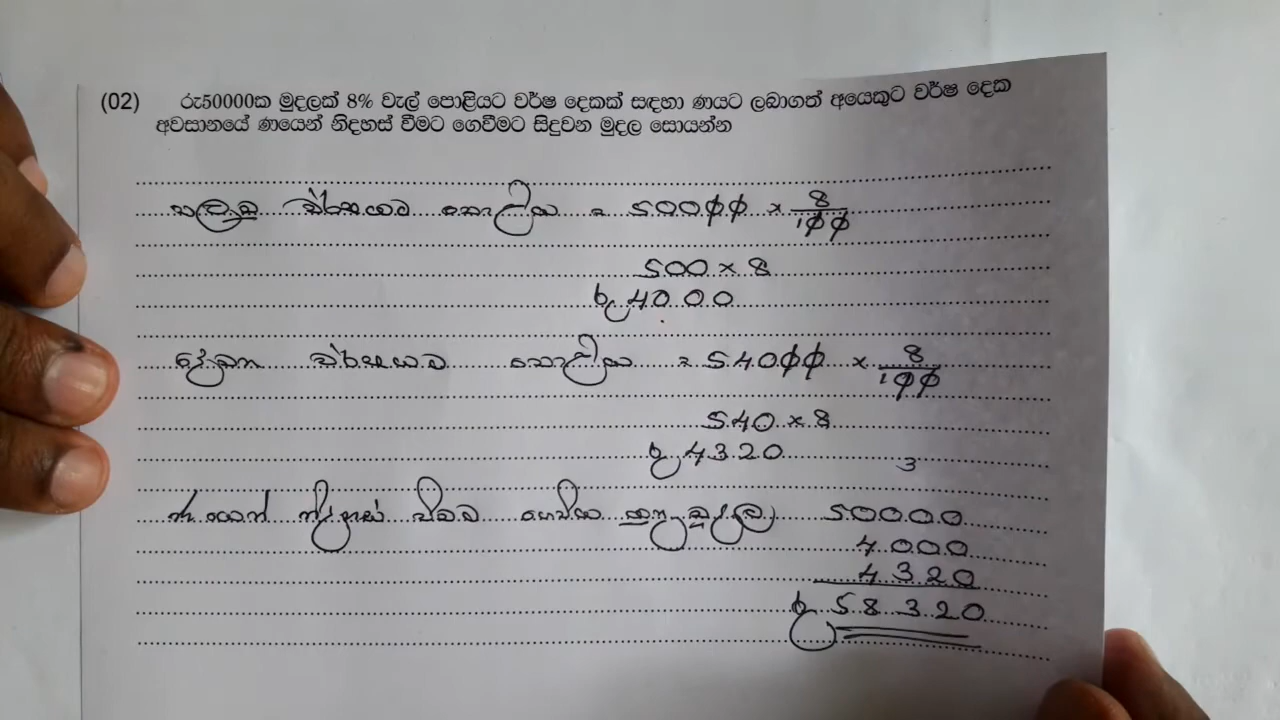 (02) රු50000ක මුදලක් 8% වැල් පොළියට වර්ෂ දෙකක් සඳහා ණයට ලබාගත් අයෙකුට වර්ෂ දෙක
අවසානයේ ණයෙන් නිදහස් වීමට ගෙවීමට සිදුවන මුදල සොයන්න
පළමු වර්ෂයට පොළිය = 50000 × 8/100
500 × 8
රු 4000
දෙවන වර්ෂයට පොළිය = 54000 × 8/100
540 × 8
රු 4320
3
ණයෙන් නිදහස් වීමට ගෙවිය යුතු මුදල 50000
4000
4320
රු 58320